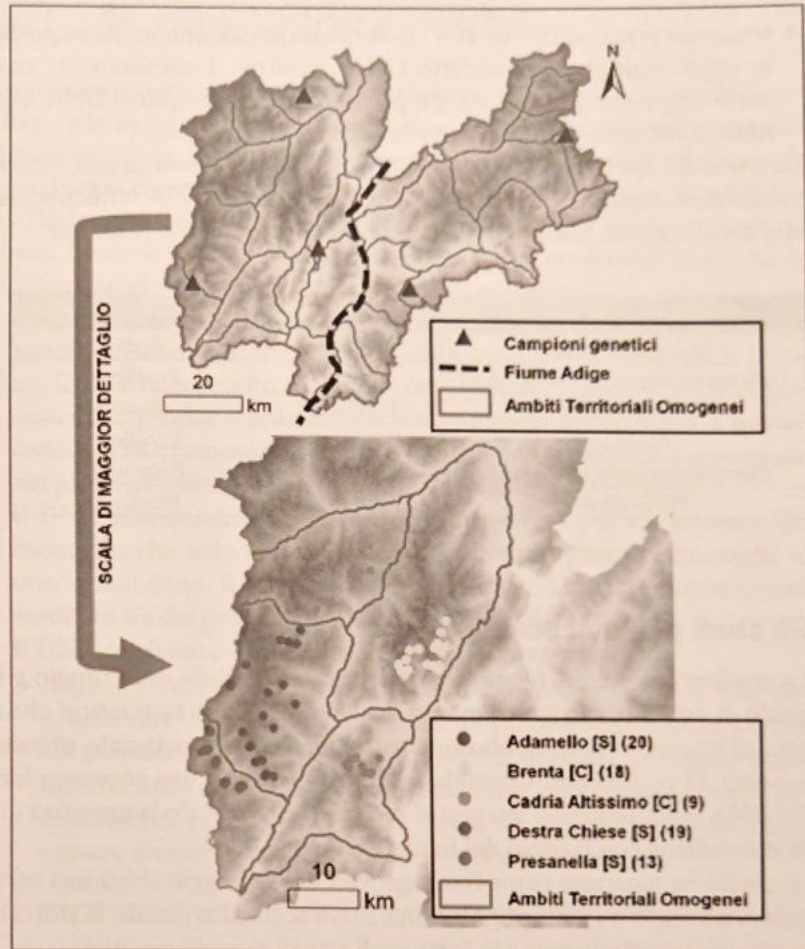 N
SCALA DI MAGGIOR DETTAGLIO
Campioni genetici
Fiume Adige
Ambiti Territoriali Omogenei
20
km
Adamello [S] (20)
Brenta [C] (18)
Cadria Altissimo [C] (9)
Destra Chiese [S] (19)
Presanella [S] (13)
Ambiti Territoriali Omogenei
10
km